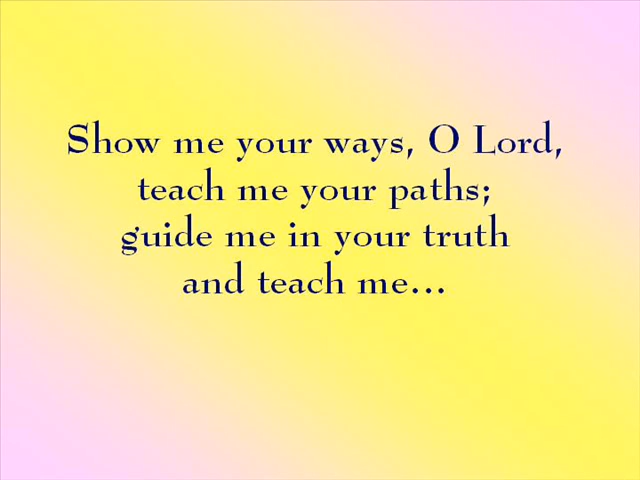 Show me your ways, O Lord,
teach me your paths;
guide me in your truth
and teach me...